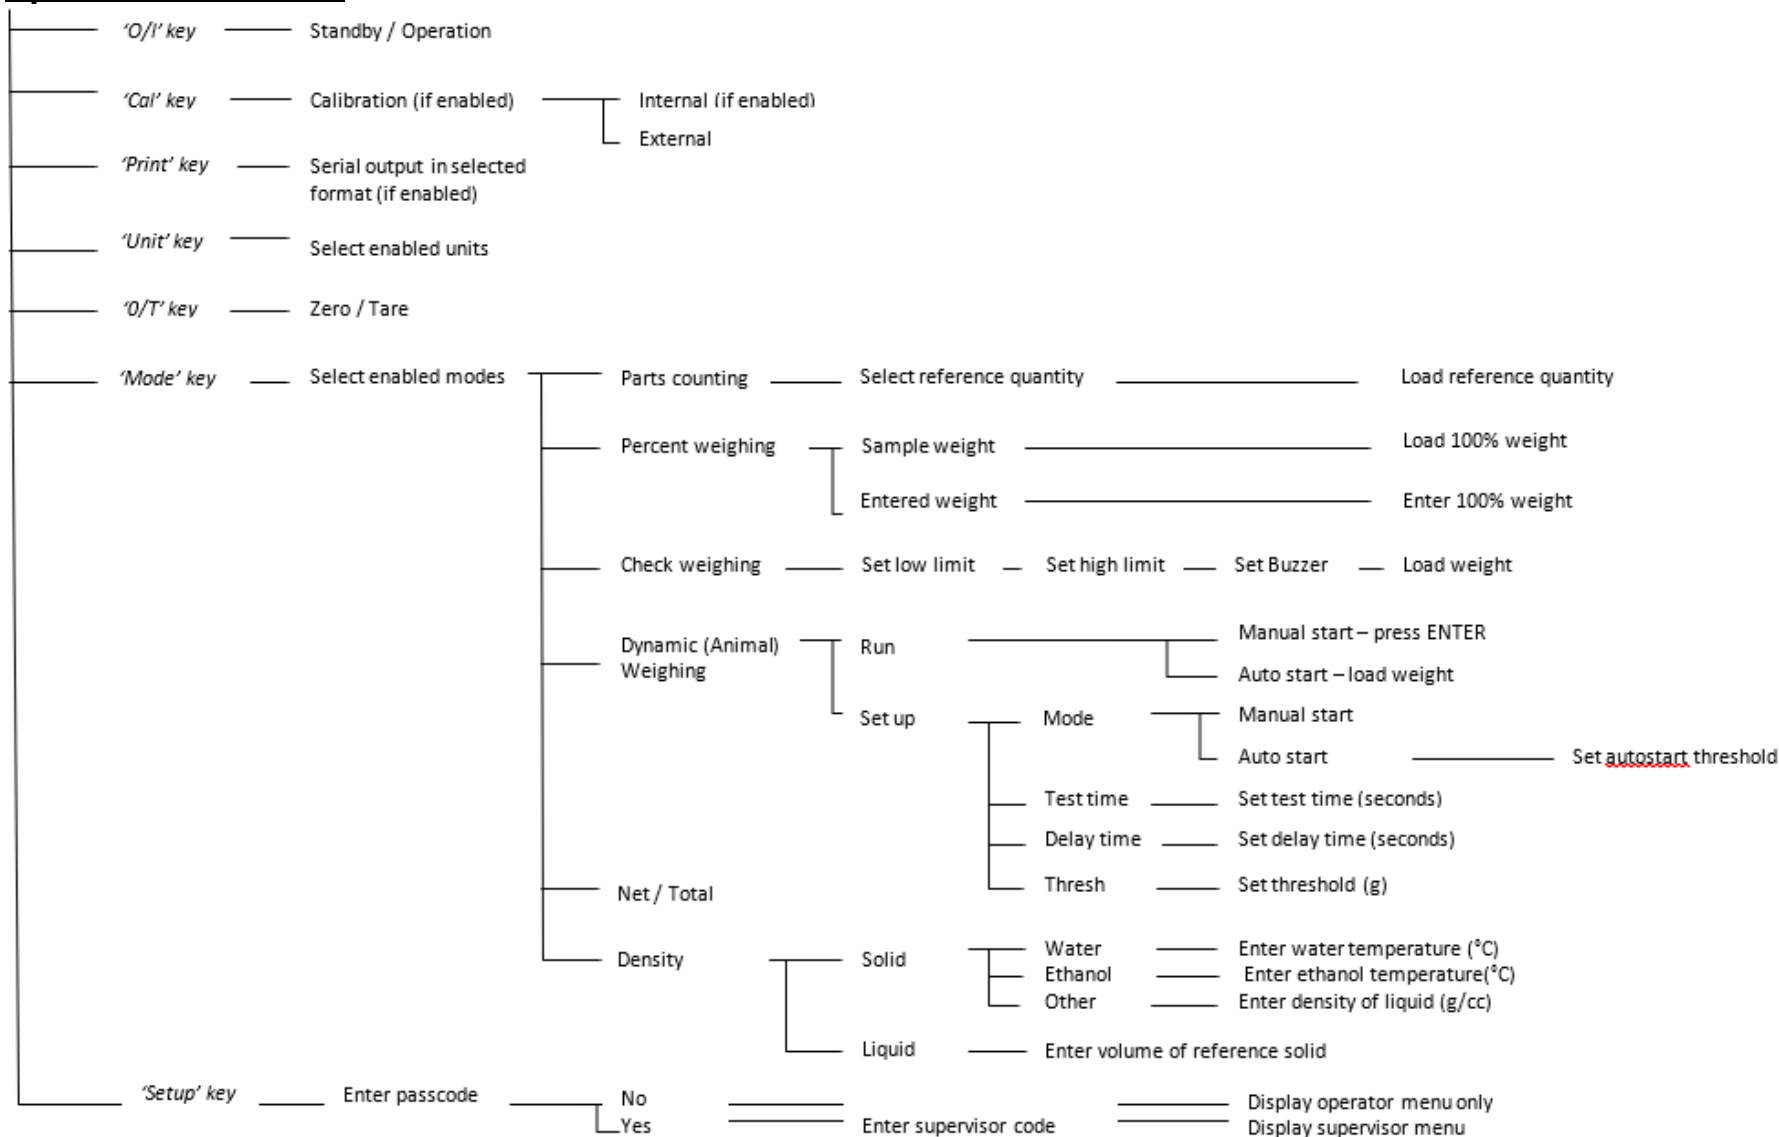 ‘O/I’ key Standby / Operation
‘Cal’ key Calibration (if enabled) Internal (if enabled)
External
‘Print’ key Serial output in selected
format (if enabled)
‘Unit’ key Select enabled units
‘0/T’ key Zero / Tare
‘Mode’ key Select enabled modes Parts counting Select reference quantity Load reference quantity
Percent weighing Sample weight Load 100% weight
Entered weight Enter 100% weight
Check weighing Set low limit Set high limit Set Buzzer Load weight
Dynamic (Animal)
Weighing Run Manual start – press ENTER
Auto start – load weight
Set up Mode Manual start
Auto start Set autostart threshold
Test time Set test time (seconds)
Delay time Set delay time (seconds)
Thresh Set threshold (g)
Net / Total
Density Solid Water Enter water temperature (°C)
Ethanol Enter ethanol temperature(°C)
Other Enter density of liquid (g/cc)
Liquid Enter volume of reference solid
‘Setup’ key Enter passcode No Display operator menu only
Yes Enter supervisor code Display supervisor menu